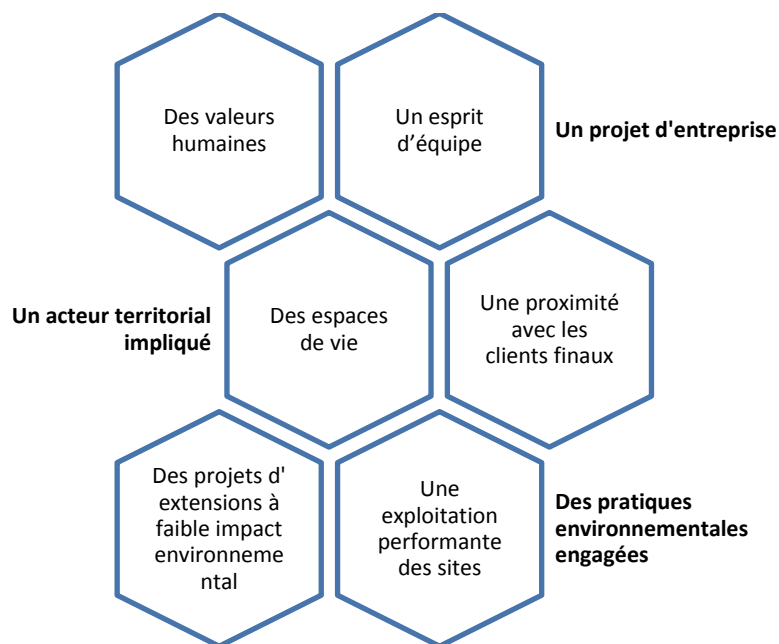 Des valeurs
humaines
Un esprit
d’équipe
Un projet d'entreprise
Un acteur territorial
impliqué
Des espaces
de vie
Une proximité
avec les
clients finaux
Des projets d'
extensions à
faible impact
environneme
ntal
Une
exploitation
performante
des sites
Des pratiques
environnementales
engagées